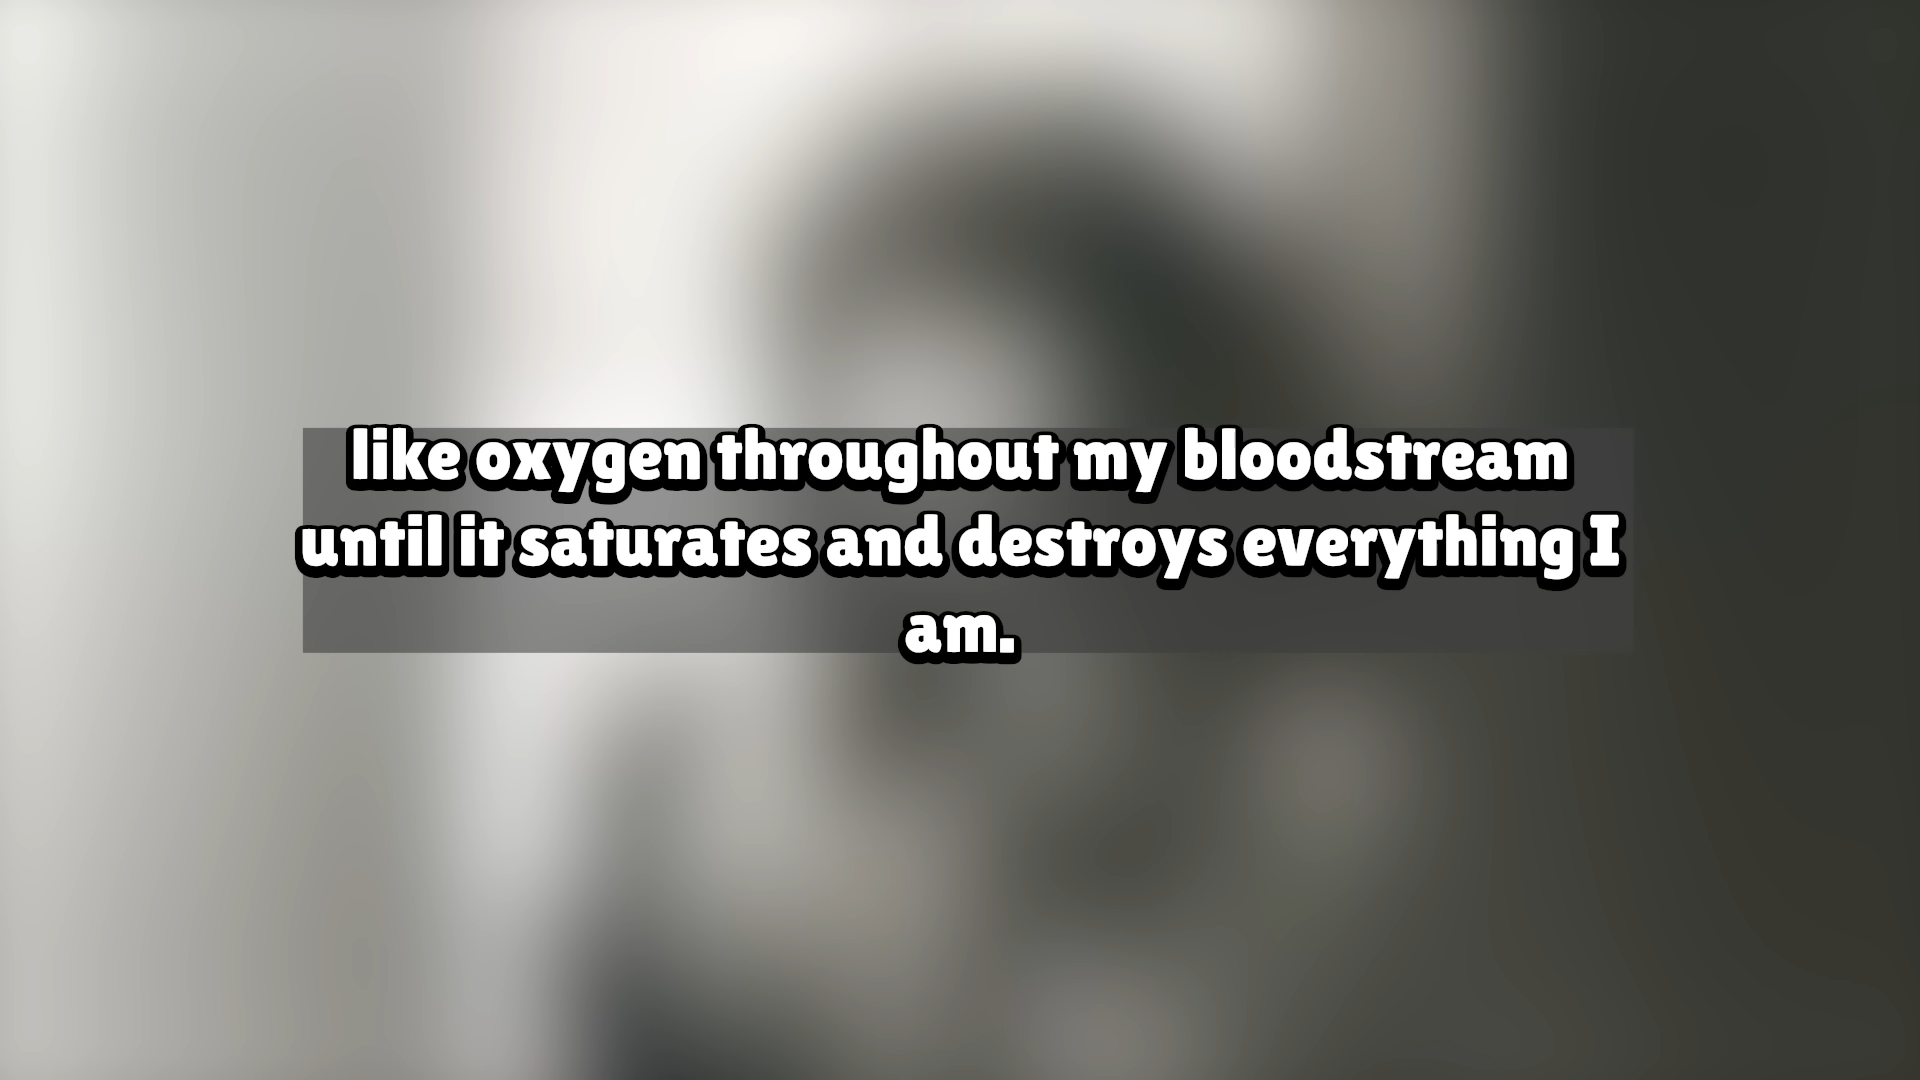 like oxygen throughout my bloodstream
until it saturates and destroys everything I
am.